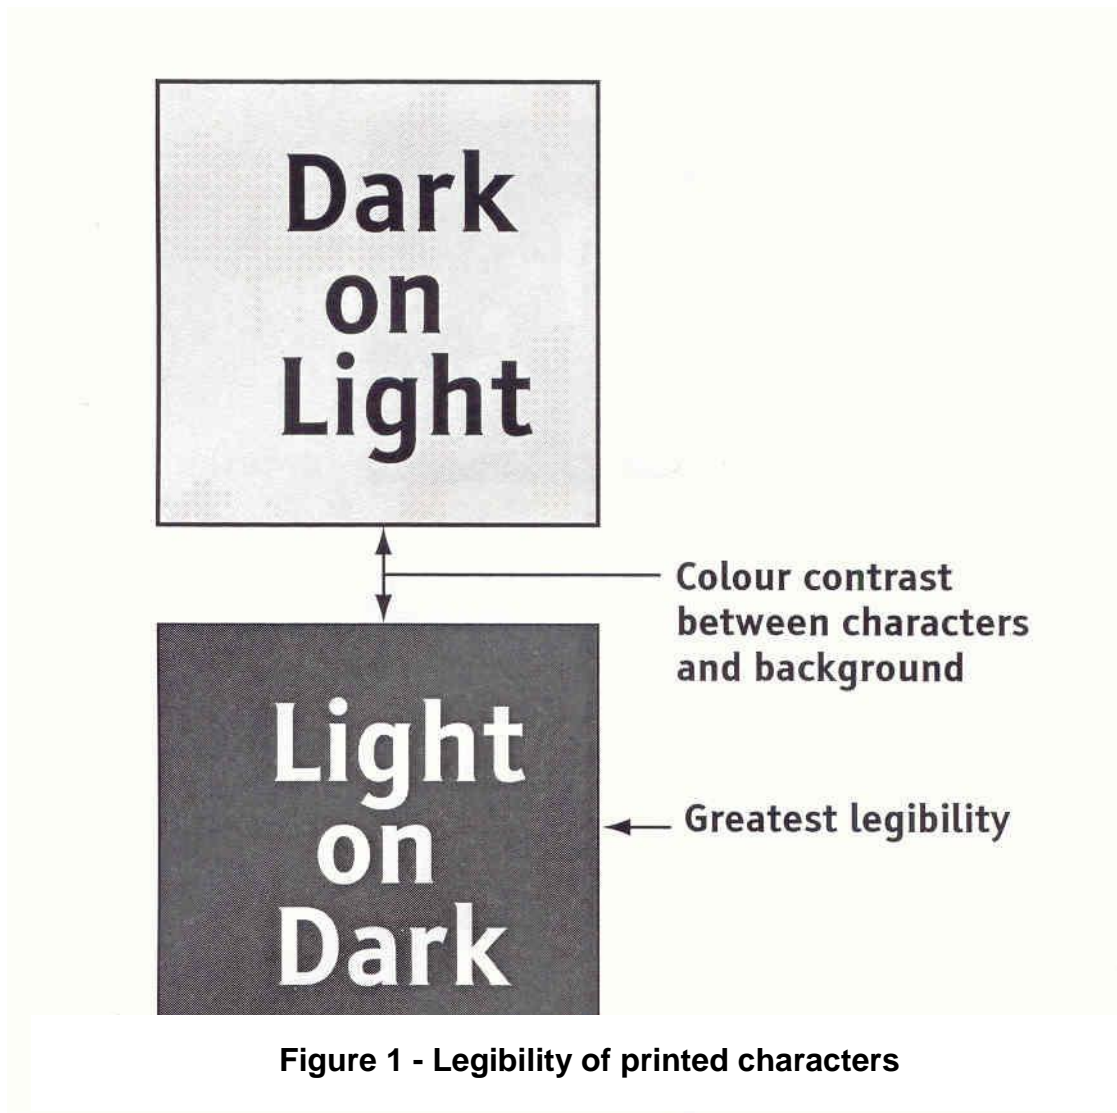 Dark
on
Light
Colour contrast
between characters
and background
Light
on
Dark
Greatest legibility
Figure 1 - Legibility of printed characters